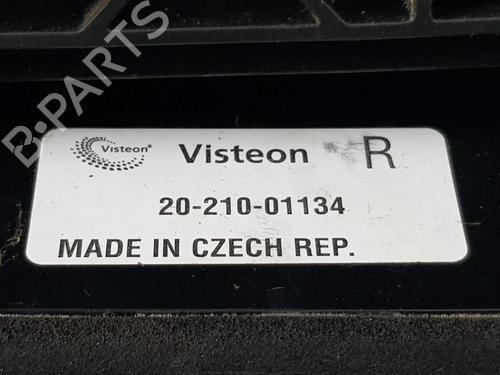 B-PARTS
Visteon® Visteon R
20-210-01134
MADE IN CZECH REP.